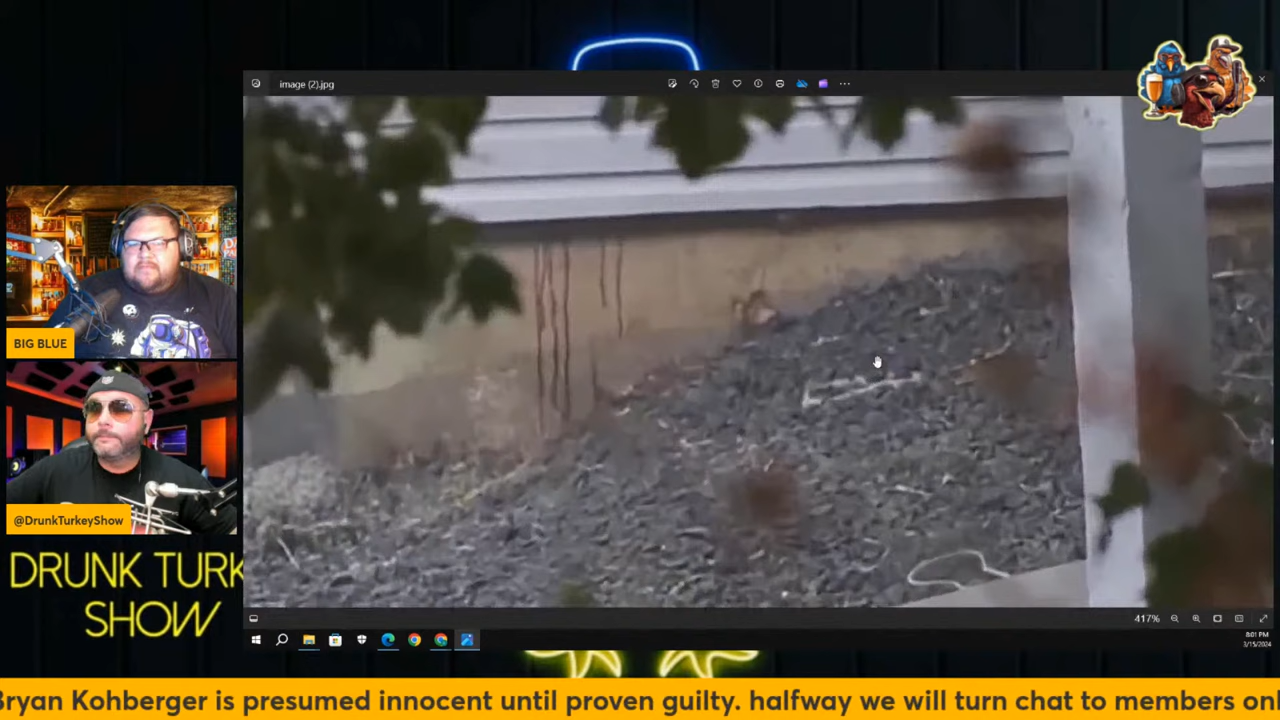 image (2).jpg
BIG BLUE
@DrunkTurkeyShow
DRUNK TURK
SHOW
417%
8:01 PM
3/15/2024
Bryan Kohberger is presumed innocent until proven guilty. halfway we will turn chat to members onl